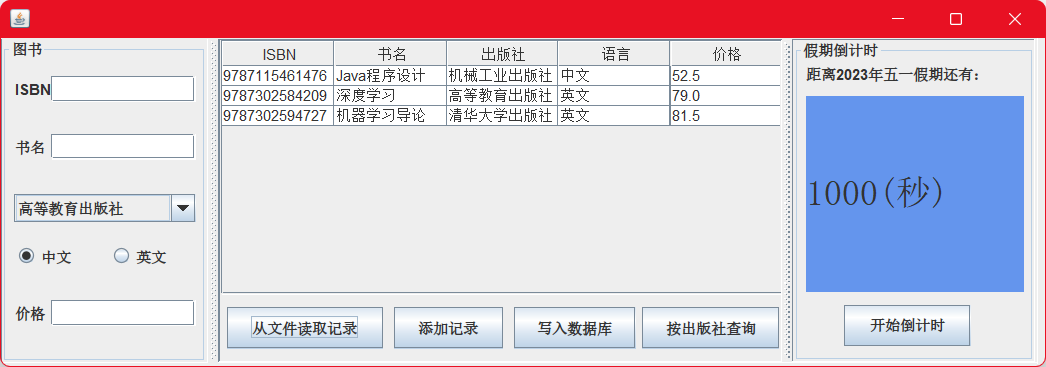 图书
ISBN
书名
高等教育出版社
中文 英文
价格
ISBN 书名 出版社 语言 价格
9787115461476 Java程序设计 机械工业出版社 中文 52.5
9787302584209 深度学习 高等教育出版社 英文 79.0
9787302594727 机器学习导论 清华大学出版社 英文 81.5
从文件读取记录 添加记录 写入数据库 按出版社查询
假期倒计时
距离2023年五一假期还有:
1000(秒)
开始倒计时